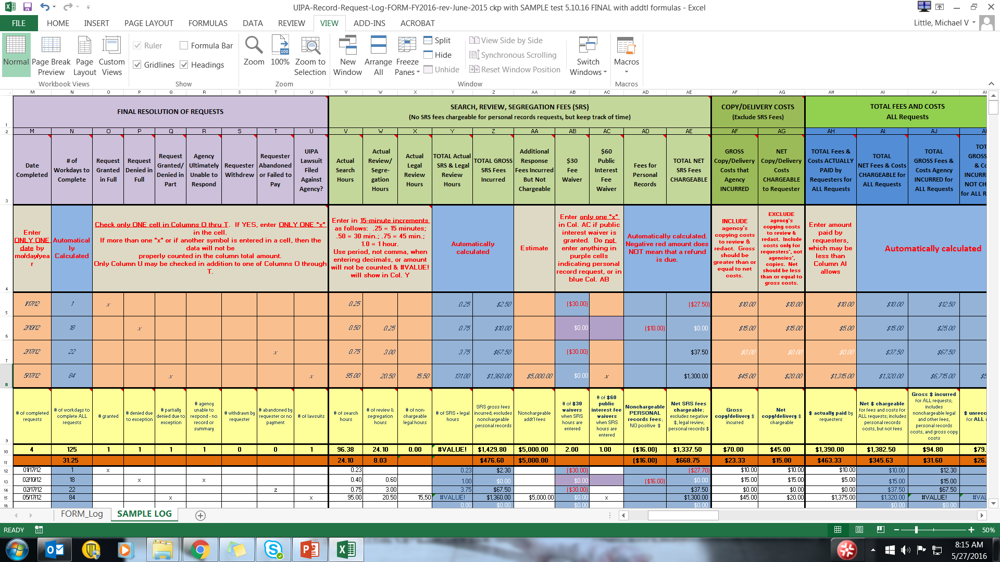 UIPA-Record-Request-Log-FORM-FY2016-rev-June-2015 ckp with SAMPLE test 5.10.16 FINAL with addtl formulas - Excel
FILE HOME INSERT PAGE LAYOUT FORMULAS DATA REVIEW VIEW ADD-INS ACROBAT Little, Michael V
Normal
Page Break Preview
Page Layout
Custom Views
Workbook Views
Ruler
Formula Bar
Gridlines
Headings
Show
Zoom
100%
Zoom to Selection
Zoom
New Window
Arrange All
Freeze Panes
Split
Hide
Unhide
View Side by Side
Synchronous Scrolling
Reset Window Position
Window
Switch Windows
Macros
Macros
M N O P Q R S T U V W X Y Z AA AB AC AD AE AF AG AH AI AJ
1
FINAL RESOLUTION OF REQUESTS
SEARCH, REVIEW, SEGREGATION FEES (SRS)
(No SRS fees chargeable for personal records requests, but keep track of time)
COPY/DELIVERY COSTS
(Exclude SRS Fees)
TOTAL FEES AND COSTS
ALL Requests
2 M N O P Q R S T U V W X Y Z AA AB AC AD AE AF AG AH AI AJ
3
Date Completed
# of Workdays to Complete
Request Granted in Full
Request Denied in Full
Request Granted/ Denied in Part
Agency Ultimately Unable to Respond
Requester Withdrew
Requester Abandoned or Failed to Pay
UIPA Lawsuit Filed Against Agency?
Actual Search Hours
Actual Review/ Segre- gation Hours
Actual Legal Review Hours
TOTAL Actual SRS & Legal Review Hours
TOTAL GROSS SRS Fees Incurred
Additional Response Fees Incurred But Not Chargeable
$30 Fee Waiver
$60 Public Interest Fee Waiver
Fees for Personal Records
TOTAL NET SRS Fees CHARGEABLE
GROSS Copy/Delivery Costs that Agency INCURRED
NET Copy/Delivery Costs CHARGEABLE to Requester
TOTAL Fees & Costs ACTUALLY PAID by Requesters for ALL Requests
TOTAL NET Fees & Costs CHARGEABLE for ALL Requests
TOTAL GROSS Fees & Costs Agency INCURRED for ALL Requests
TOT
GROSS
& Co
INCURR
NOT CH
for ALL R
4
Enter ONLY ONE date by mo/day/year
Automatically Calculated
Check only ONE cell in Columns O thru T. If YES, enter ONLY ONE "x" in the cell.
If more than one "x" or if another symbol is entered in a cell, then the data will not be
properly counted in the column total amount.
Only Column U may be checked in addition to one of Columns O through T.
Enter in 15-minute increments as follows: .25 = 15 minutes; .50 = 30 min.; .75 = 45 min.; 1.0 = 1 hour.
Use period, not comma, when entering decimals, or amount will not be counted & #VALUE! will show in Col. Y
Automatically calculated
Estimate
Enter only one "x" in Col. AC if public interest waiver is granted. Do not enter anything in purple cells indicating personal record request, or in blue Col. AB
Automatically calculated. Negative red amount does NOT mean that a refund is due.
INCLUDE agency's copying costs to review & redact. Gross should be greater than or equal to net costs.
EXCLUDE agency's copying costs to review & redact. Include costs only for requesters', not agencies', copies. Net should be less than or equal to gross costs.
Enter amount paid by requesters, which may be less than Column AI allows
Automatically calculated
5 1/17/12 1 x 0.25 0.25 $2.50 ($30.00) ($27.50) $10.00 $10.00 $10.00 $10.00 $12.50
6 2/10/12 18 x 0.50 0.25 0.75 $10.00 $0.00 ($10.00) $0.00 $15.00 $15.00 $5.00 $15.00 $25.00
7 2/17/12 22 x 0.75 3.00 3.75 $67.50 ($30.00) $37.50 $0.00 $0.00 $0.00 $37.50 $67.50
8 5/17/12 84 x x 95.00 20.50 15.50 131.00 $1,360.00 $5,000.00 $0.00 x $1,300.00 $45.00 $20.00 $1,315.00 $1,320.00 $6,715.00
9
# of completed requests
# of workdays to complete ALL requests
# granted
# denied due to exception
# partially denied due to exception
# agency unable to respond - no record or summary
# withdrawn by requester
# abandoned by requester or no payment
# of lawsuits
# of search hours
# of review & segregation hours
# of non-chargeable legal hours
# of SRS + legal hours
SRS gross fees incurred; excludes nonchargeable personal records
Nonchargeable addt'l fees
# of $30 waivers when SRS hours are entered
# of $60 public interest fee waivers when SRS hours are entered
Nonchargeable PERSONAL records fees; NO positive $
Net SRS fees chargeable; excludes negative $, legal review, personal records $
Gross copy/delivery $ incurred
Net copy/delivery $ chargeable
$ actually paid by requesters
Net $ chargeable for fees and costs for ALL requests; includes personal records costs, but not fees
Gross $ incurred for ALL requests; includes nonchargeable legal and other fees, personal records costs, and gross copy costs
$ unreco
for ALL
10 4 125 1 1 1 1 0 0 1 96.38 24.10 0.00 #VALUE! $1,429.80 $5,000.00 2.00 1.00 ($16.00) $1,337.50 $70.00 $45.00 $1,390.00 $1,382.50 $94.80 $79.
11 31.25 24.10 8.03 $476.60 $5,000.00 ($16.00) $668.75 $23.33 $15.00 $463.33 $345.63 $31.60 $26.
12 01/17/12 1 x 0.23 0.23 $2.30 ($30.00) ($27.70) $10.00 $10.00 $10.00 $10.00 $12.30
13 02/10/12 18 x x 0.40 0.60 1.00 $0.00 $0.00 ($16.00) $0.00 $15.00 $15.00 $5.00 $15.00 $15.00
14 02/17/12 22 z 0.75 3.00 3.75 $67.50 ($30.00) $37.50 $0.00 $0.00 $0.00 $37.50 $67.50
15 05/17/12 84 x x 95.00 20.50 15,50 #VALUE! $1,360.00 $5,000.00 $0.00 x $1,300.00 $45.00 $20.00 $1,375.00 $1,320.00 #VALUE! #VAL
16 0.00 $0.00 $0.00 $0.00 $0.00 $0.00
FORM_Log SAMPLE LOG
READY 50%
8:15 AM
5/27/2016